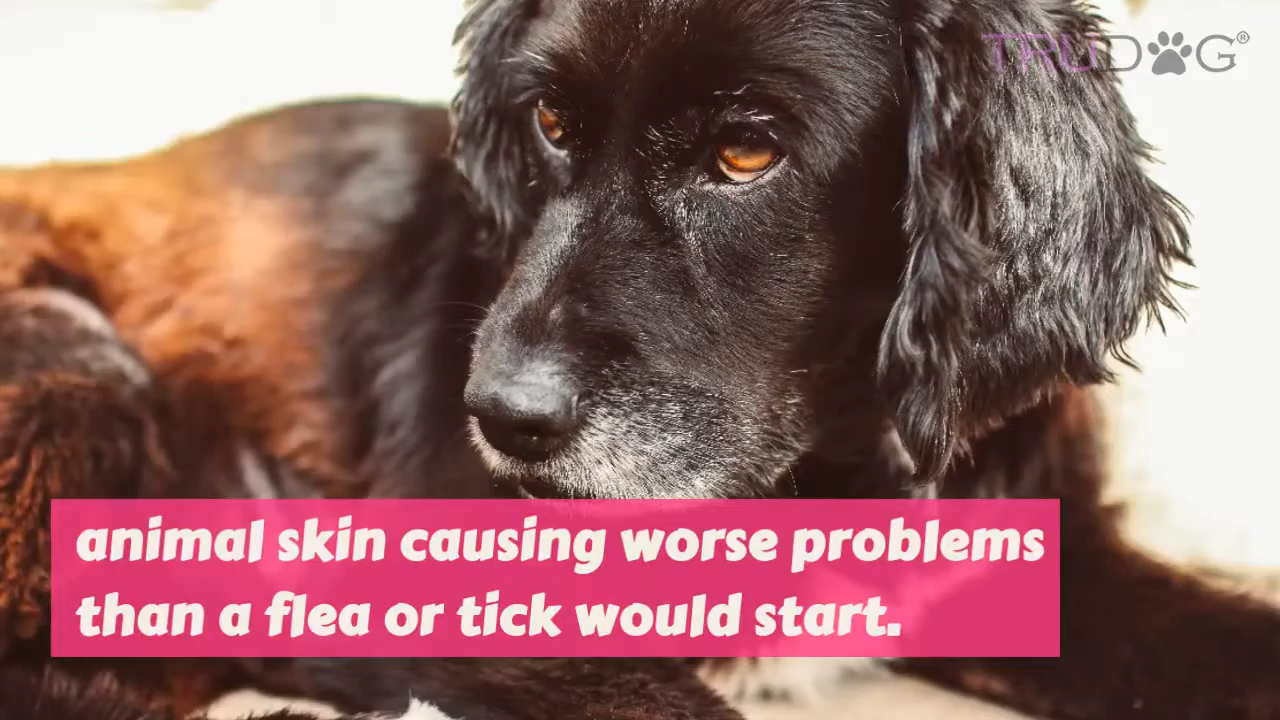 TRUDOG®
animal skin causing worse problems
than a flea or tick would start.